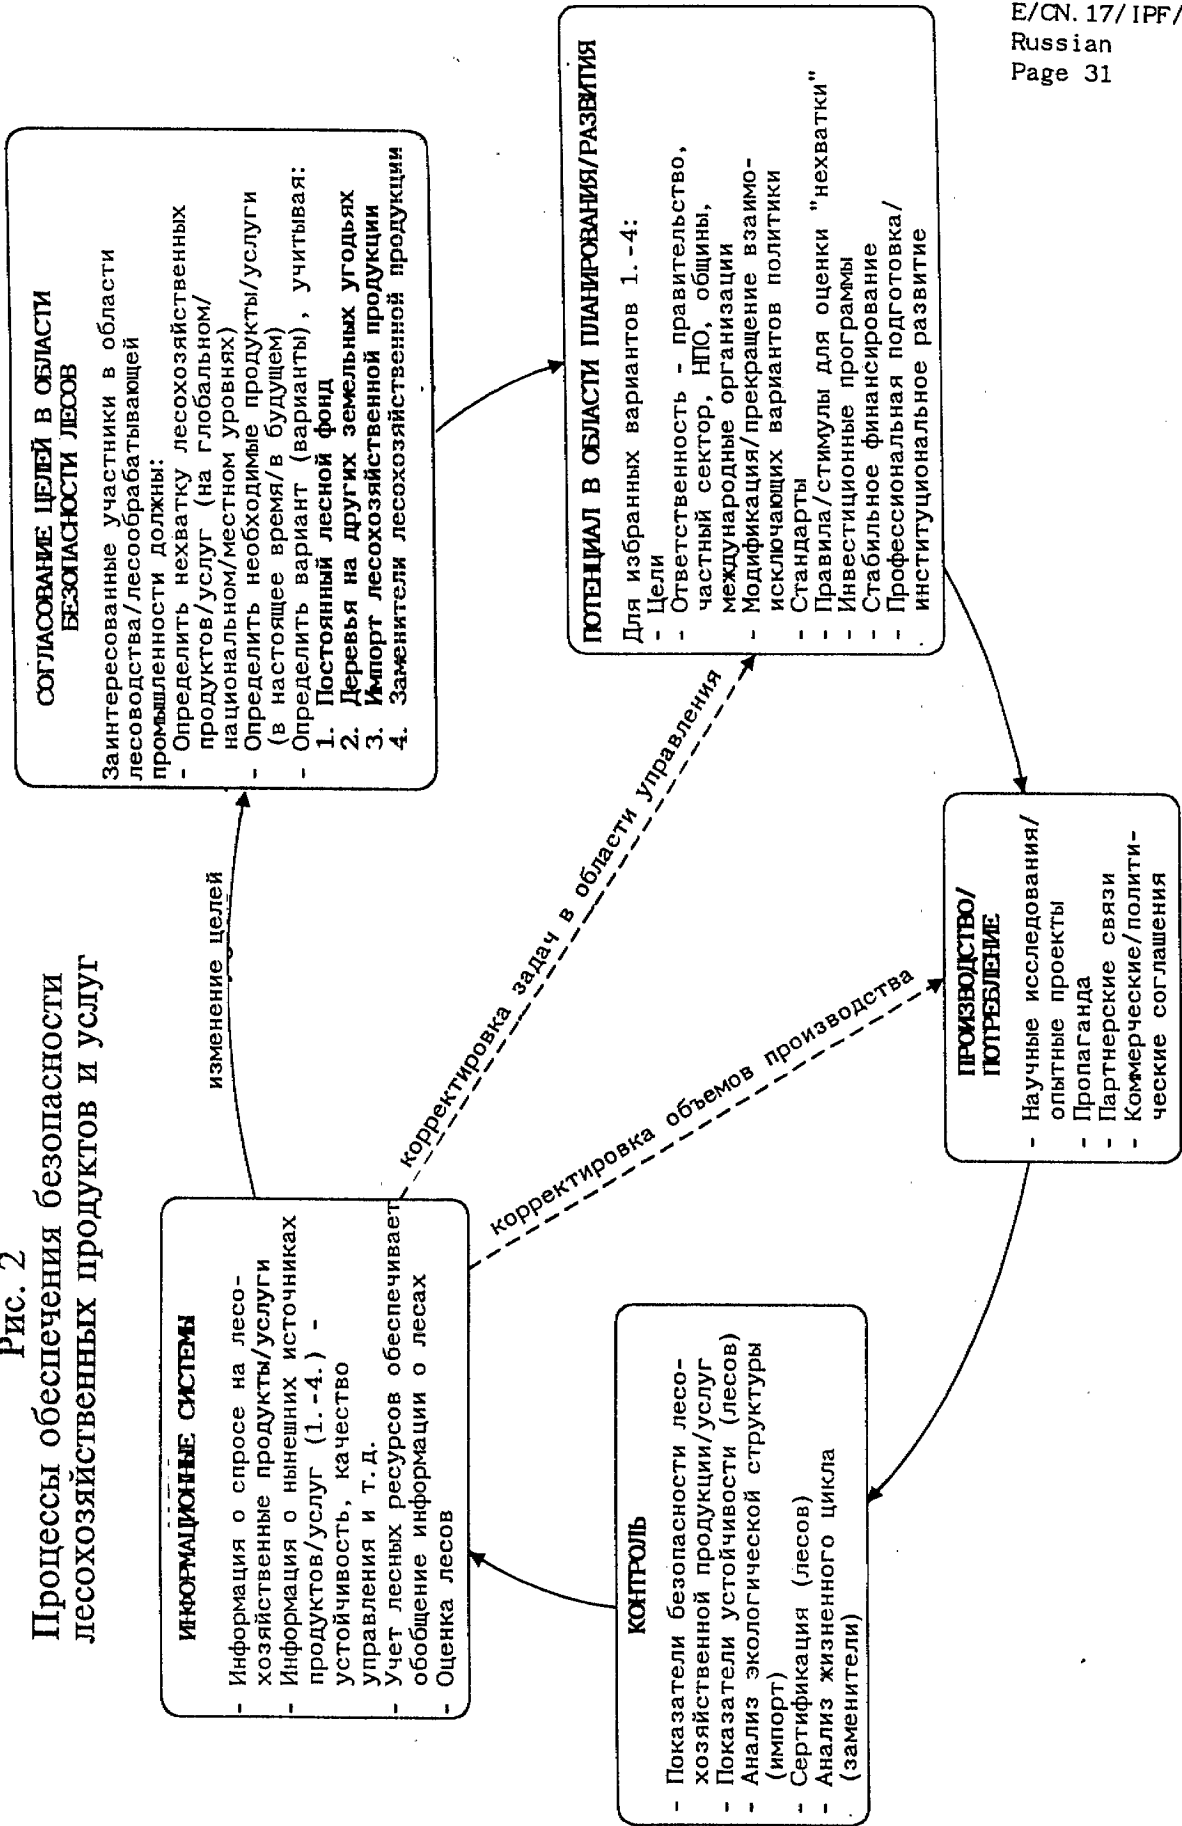 E/CN.17/IPF/
Russian
Page 31
Рис. 2
Процессы обеспечения безопасности
лесохозяйственных продуктов и услуг
ИНФОРМАЦИОННЫЕ СИСТЕМЫ
- Информация о спросе на лесо-
хозяйственные продукты/услуги
- Информация о нынешних источниках
продуктов/услуг (1.-4.) -
устойчивость, качество
управления и т.д.
- Учет лесных ресурсов обеспечивает
обобщение информации о лесах
- Оценка лесов
изменение целей
СОГЛАСОВАНИЕ ЦЕЛЕЙ В ОБЛАСТИ
БЕЗОПАСНОСТИ ЛЕСОВ
Заинтересованные участники в области
лесоводства/лесообрабатывающей
промышленности должны:
- Определить нехватку лесохозяйственных
продуктов/услуг (на глобальном/
национальном/местном уровнях)
- Определить необходимые продукты/услуги
(в настоящее время/в будущем)
- Определить вариант (варианты), учитывая:
1. Постоянный лесной фонд
2. Деревья на других земельных угодьях
3. Импорт лесохозяйственной продукции
4. Заменители лесохозяйственной продукции
корректировка задач в области управления
корректировка объемов производства
ПОТЕНЦИАЛ В ОБЛАСТИ ПЛАНИРОВАНИЯ/РАЗВИТИЯ
Для избранных вариантов 1.-4:
- Цели
- Ответственность - правительство,
частный сектор, НПО, общины,
международные организации
- Модификация/прекращение взаимо-
исключающих вариантов политики
- Стандарты
- Правила/стимулы для оценки "нехватки"
- Инвестиционные программы
- Стабильное финансирование
- Профессиональная подготовка/
институциональное развитие
КОНТРОЛЬ
- Показатели безопасности лесо-
хозяйственной продукции/услуг
- Показатели устойчивости (лесов)
- Анализ экологической структуры
(импорт)
- Сертификация (лесов)
- Анализ жизненного цикла
(заменители)
ПРОИЗВОДСТВО/
ПОТРЕБЛЕНИЕ
- Научные исследования/
опытные проекты
- Пропаганда
- Партнерские связи
- Коммерческие/полити-
ческие соглашения